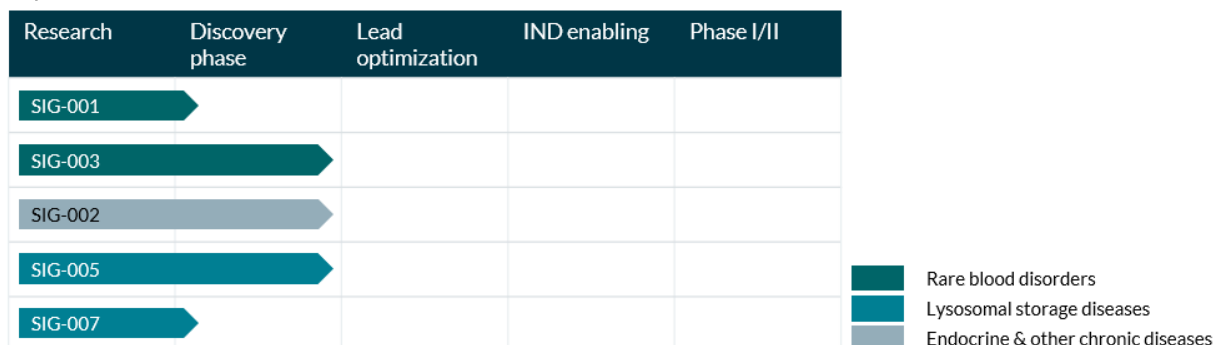 Research
Discovery
phase
Lead
optimization
IND enabling
Phase I/II
SIG-001
SIG-003
SIG-002
SIG-005
SIG-007
Rare blood disorders
Lysosomal storage diseases
Endocrine & other chronic diseases